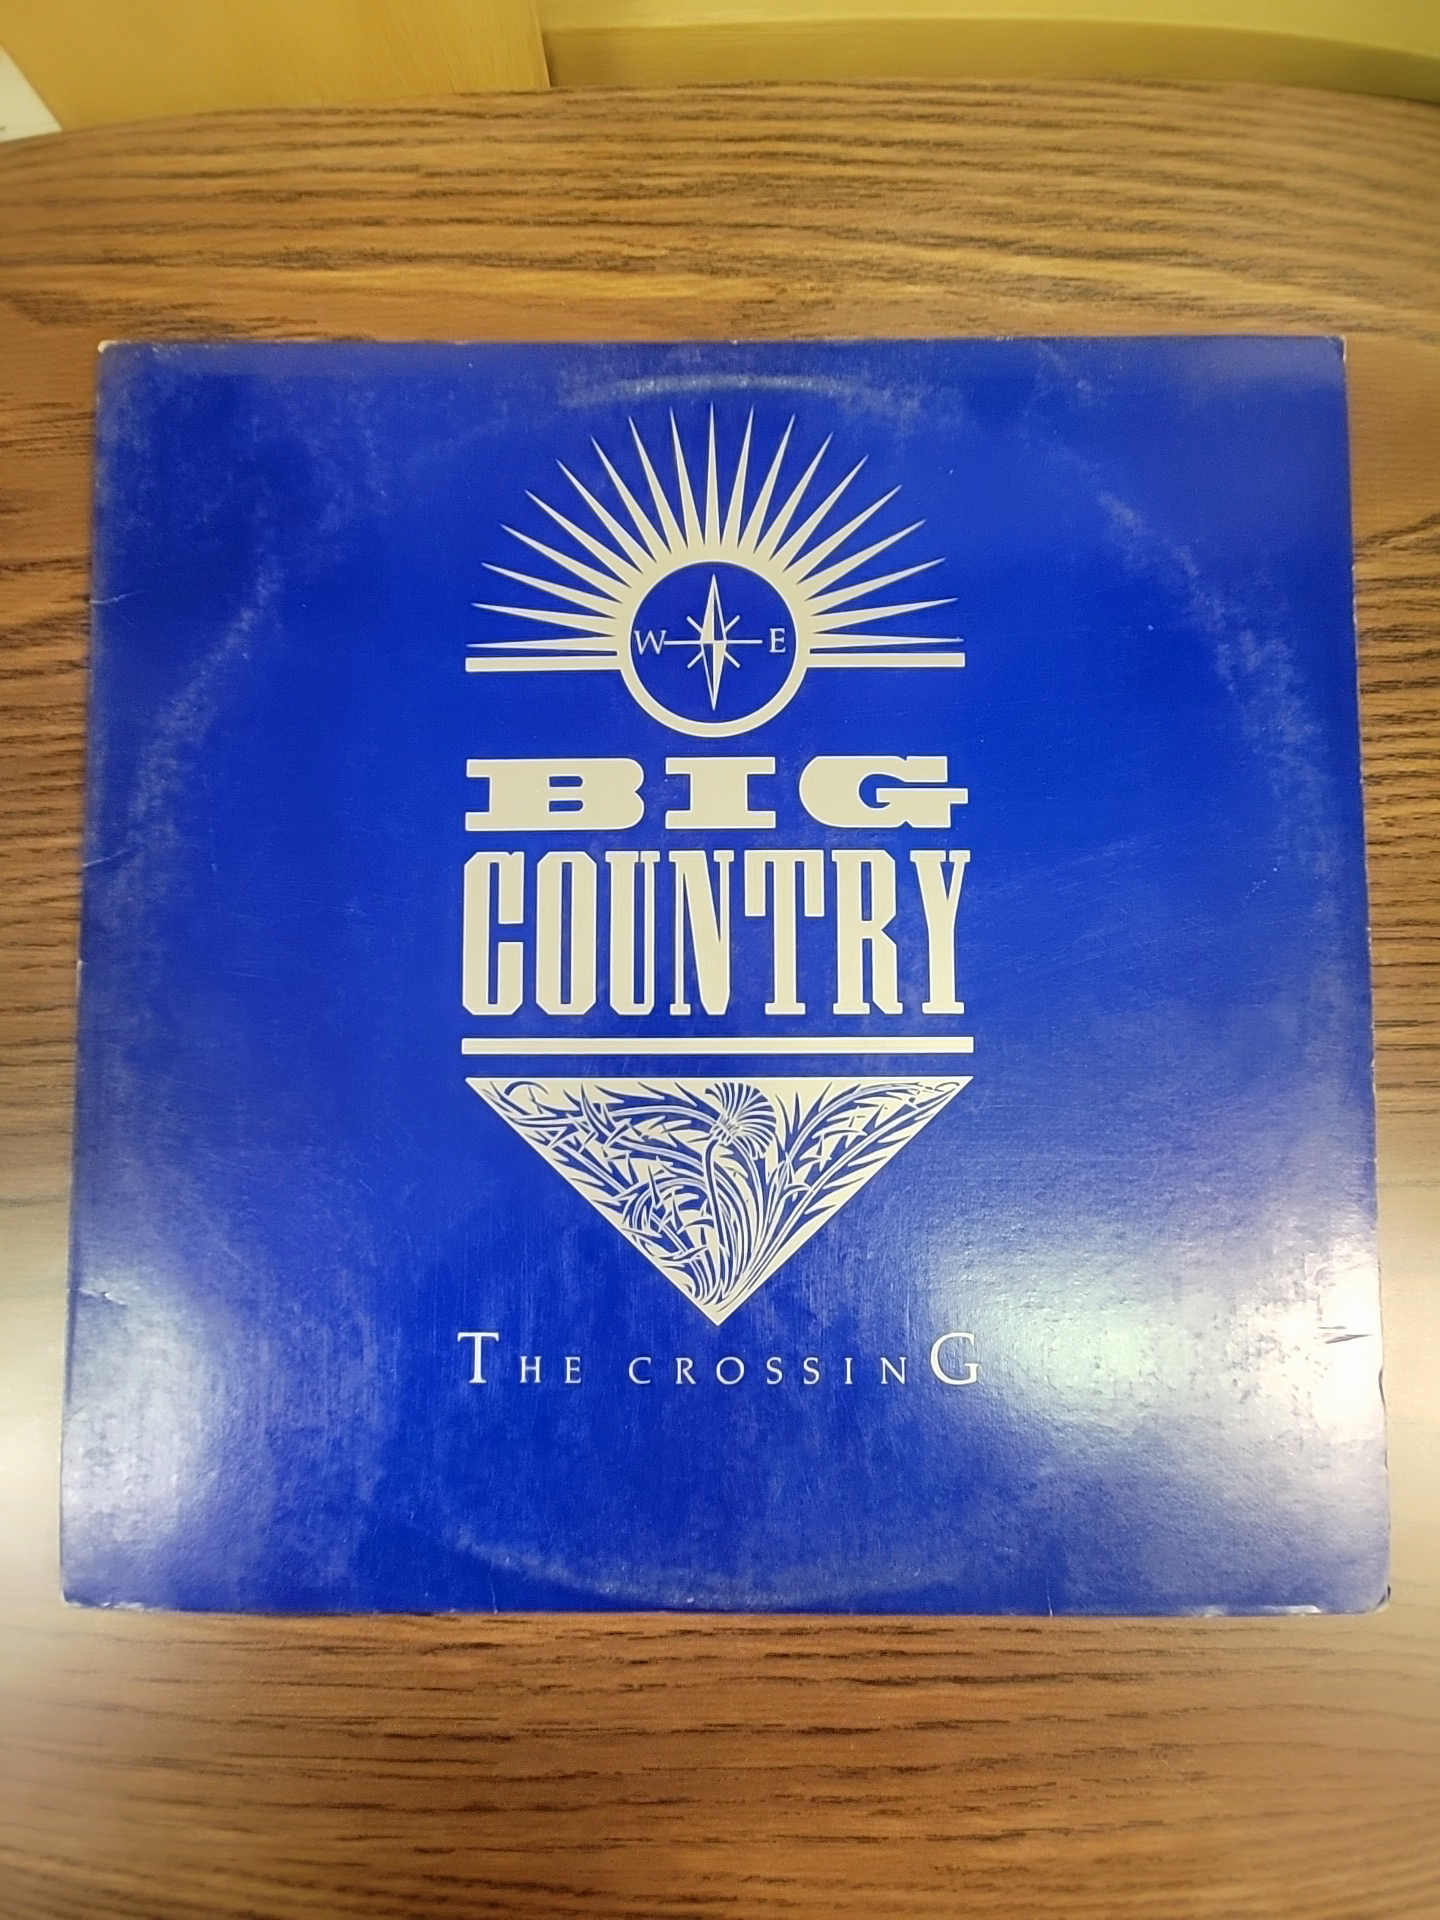 W E
BIG
COUNTRY
THE CROSSING